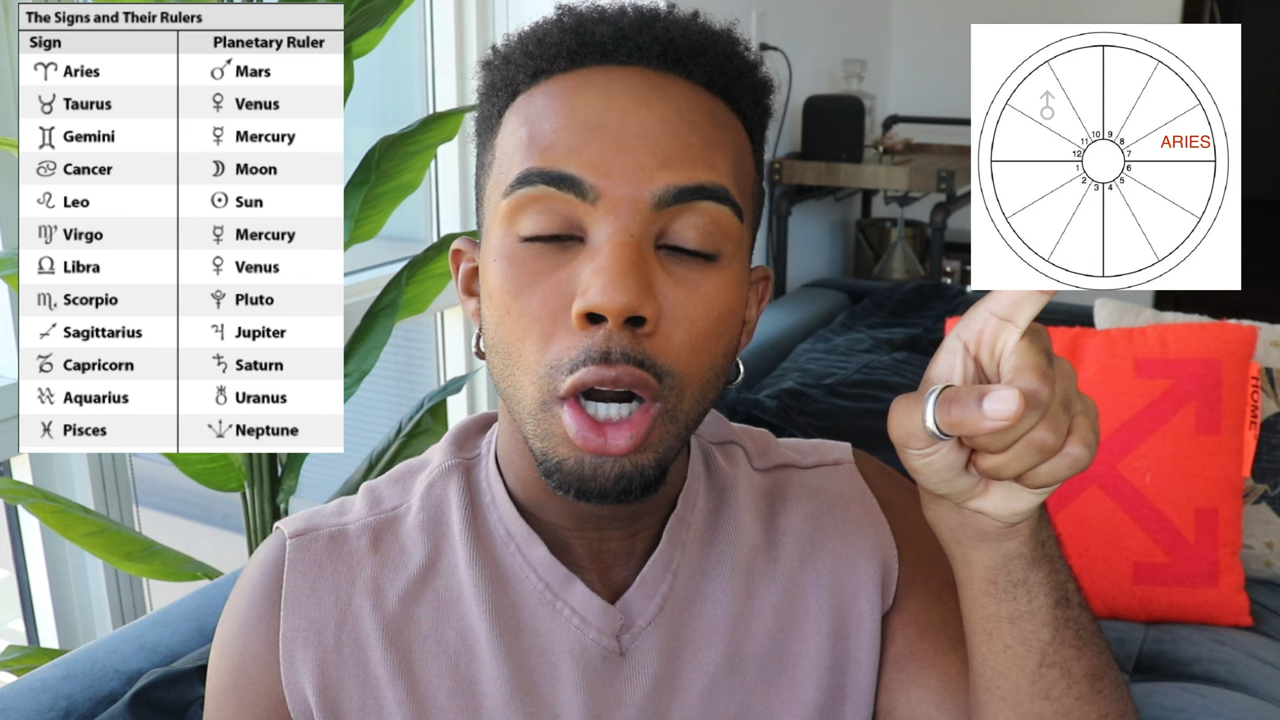 The Signs and Their Rulers
Sign Planetary Ruler
♈ Aries ♂ Mars
♉ Taurus ♀ Venus
♊ Gemini ☿ Mercury
♋ Cancer ☽ Moon
♌ Leo ☉ Sun
♍ Virgo ☿ Mercury
♎ Libra ♀ Venus
♏ Scorpio ♇ Pluto
♐ Sagittarius ♃ Jupiter
♑ Capricorn ♄ Saturn
♒ Aquarius ♅ Uranus
♓ Pisces ♆ Neptune
10 9
11 8
ARIES
12 7
1 6
2 5
3 4
HOME